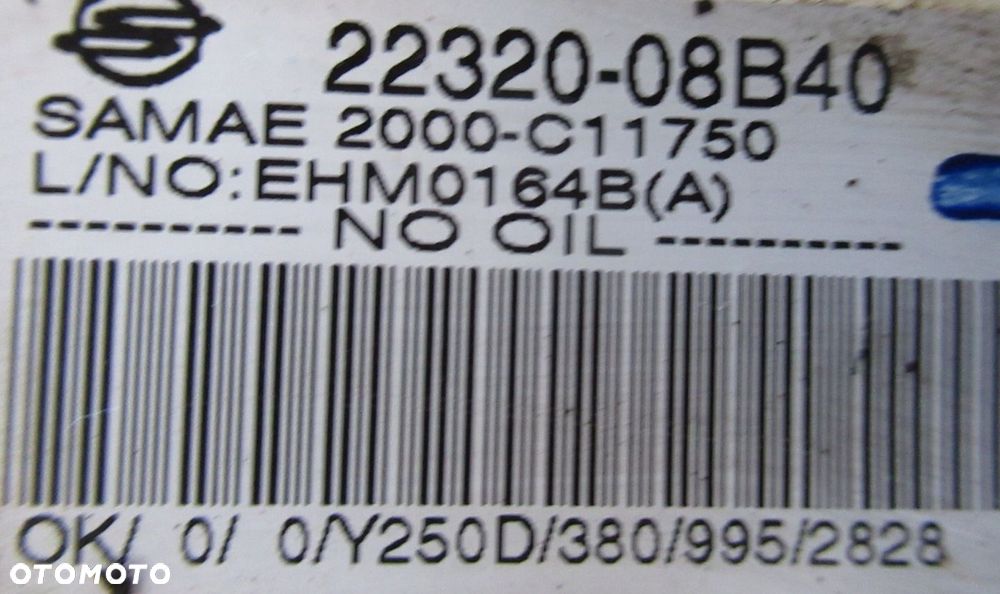 22320-08B40
SAMAE 2000-C11750
L/NO:EHM0164B(A)
---------- NO OIL ----------
OK/ 0/ 0/Y250D/380/995/2828
OTOMOTO